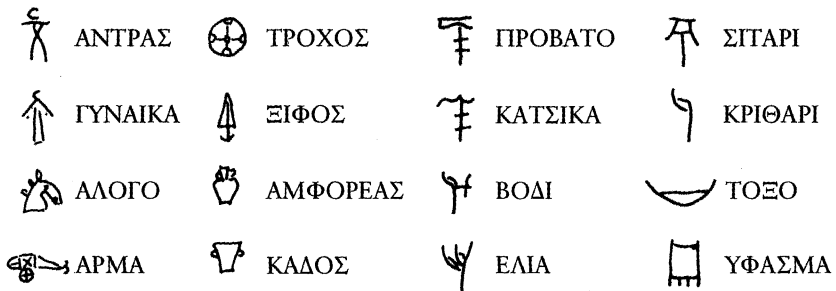 ΑΝΤΡΑΣ ΤΡΟΧΟΣ ΠΡΟΒΑΤΟ ΣΙΤΑΡΙ
ΓΥΝΑΙΚΑ ΞΙΦΟΣ ΚΑΤΣΙΚΑ ΚΡΙΘΑΡΙ
ΑΛΟΓΟ ΑΜΦΟΡΕΑΣ ΒΟΔΙ ΤΟΞΟ
ΑΡΜΑ ΚΑΔΟΣ ΕΛΙΑ ΥΦΑΣΜΑ